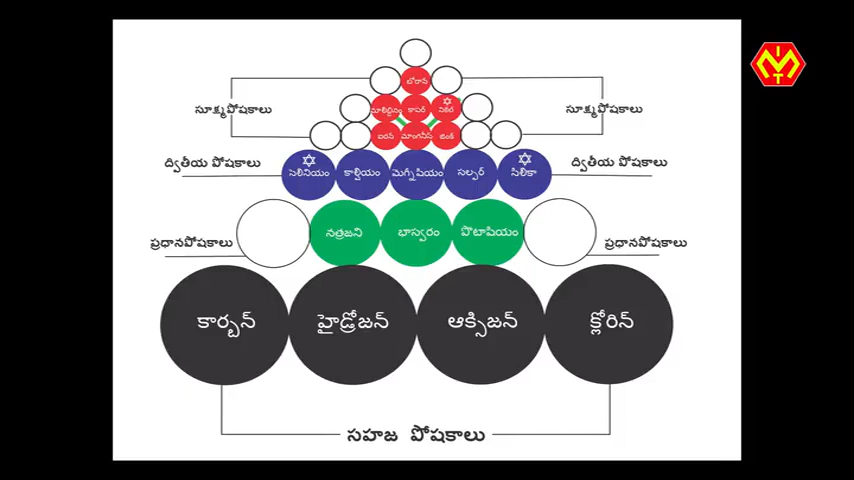 బోరాన్
సూక్ష్మపోషకాలు
మాలిబ్డినం కాపర్ నికల్
సూక్ష్మపోషకాలు
ఐరన్ మాంగనీస్ జింక్
ద్వితీయ పోషకాలు
సెలినియం కాల్షియం మెగ్నీషియం సల్ఫర్ సిలికా
ద్వితీయ పోషకాలు
ప్రధానపోషకాలు
నత్రజని భాస్వరం పొటాషియం
ప్రధానపోషకాలు
కార్బన్ హైడ్రోజన్ ఆక్సిజన్ క్లోరిన్
సహజ పోషకాలు